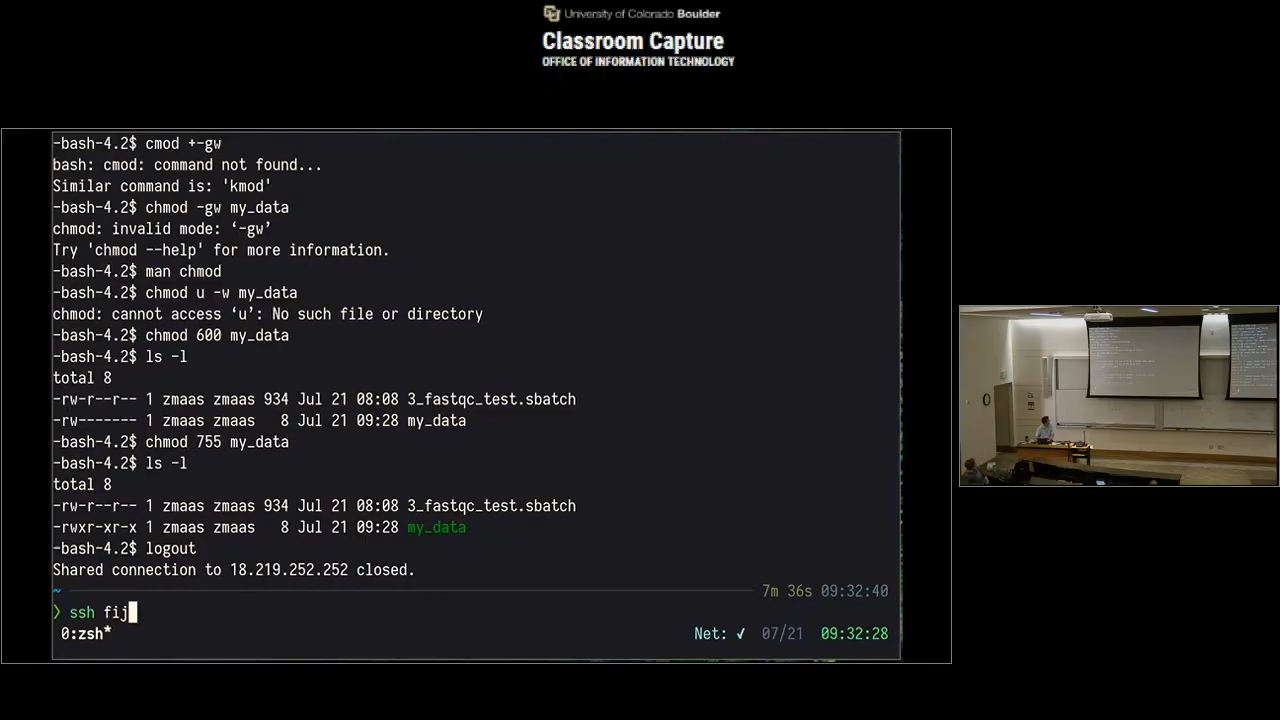 University of Colorado Boulder
Classroom Capture
OFFICE OF INFORMATION TECHNOLOGY
-bash-4.2$ cmod +-gw
bash: cmod: command not found...
Similar command is: 'kmod'
-bash-4.2$ chmod -gw my_data
chmod: invalid mode: ‘-gw’
Try 'chmod --help' for more information.
-bash-4.2$ man chmod
-bash-4.2$ chmod u -w my_data
chmod: cannot access ‘u’: No such file or directory
-bash-4.2$ chmod 600 my_data
-bash-4.2$ ls -l
total 8
-rw-r--r-- 1 zmaas zmaas 934 Jul 21 08:08 3_fastqc_test.sbatch
-rw------- 1 zmaas zmaas   8 Jul 21 09:28 my_data
-bash-4.2$ chmod 755 my_data
-bash-4.2$ ls -l
total 8
-rw-r--r-- 1 zmaas zmaas 934 Jul 21 08:08 3_fastqc_test.sbatch
-rwxr-xr-x 1 zmaas zmaas   8 Jul 21 09:28 my_data
-bash-4.2$ logout
Shared connection to 18.219.252.252 closed.
~ 7m 36s 09:32:40
❯ ssh fij
0:zsh* Net: ✓ 07/21 09:32:28